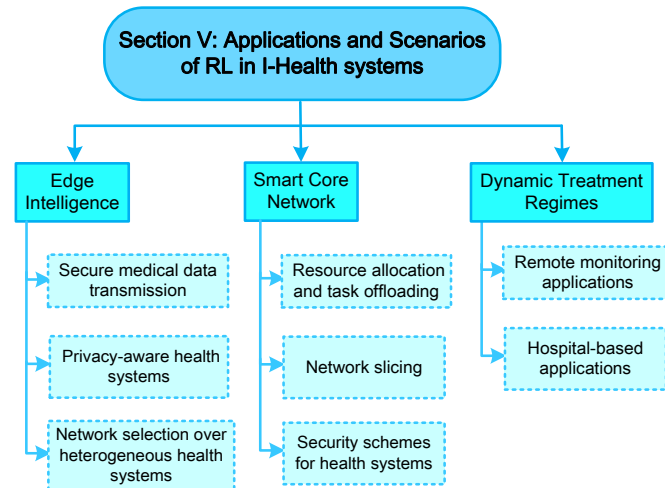 Section V: Applications and Scenarios
of RL in I-Health systems
Edge
Intelligence
Secure medical data
transmission
Privacy-aware health
systems
Network selection over
heterogeneous health
systems
Smart Core
Network
Resource allocation
and task offloading
Network slicing
Security schemes
for health systems
Dynamic Treatment
Regimes
Remote monitoring
applications
Hospital-based
applications